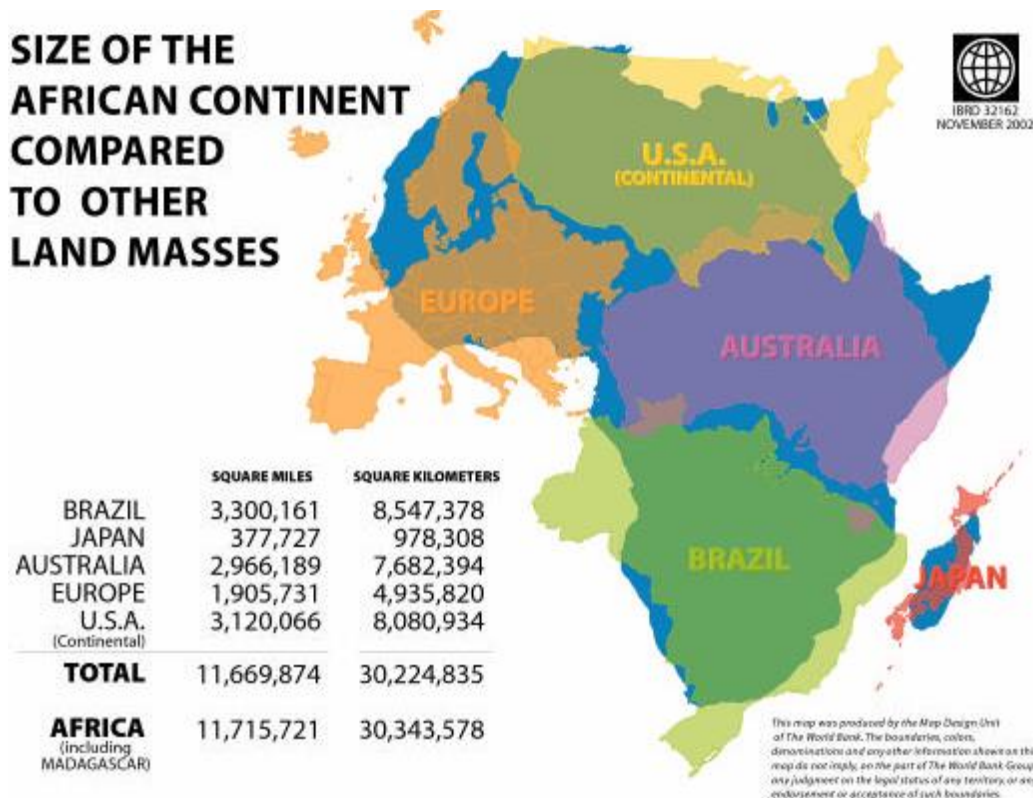 SIZE OF THE
AFRICAN CONTINENT
COMPARED
TO OTHER
LAND MASSES
IBRD 32162
NOVEMBER 2002
U.S.A.
(CONTINENTAL)
EUROPE
AUSTRALIA
BRAZIL
JAPAN
SQUARE MILES SQUARE KILOMETERS
BRAZIL 3,300,161 8,547,378
JAPAN 377,727 978,308
AUSTRALIA 2,966,189 7,682,394
EUROPE 1,905,731 4,935,820
U.S.A. 3,120,066 8,080,934
(Continental)
TOTAL 11,669,874 30,224,835
AFRICA 11,715,721 30,343,578
(including
MADAGASCAR)
This map was produced by the Map Design Unit
of The World Bank. The boundaries, colors,
denominations and any other information shown on this
map do not imply, on the part of The World Bank Group,
any judgment on the legal status of any territory, or any
endorsement or acceptance of such boundaries.